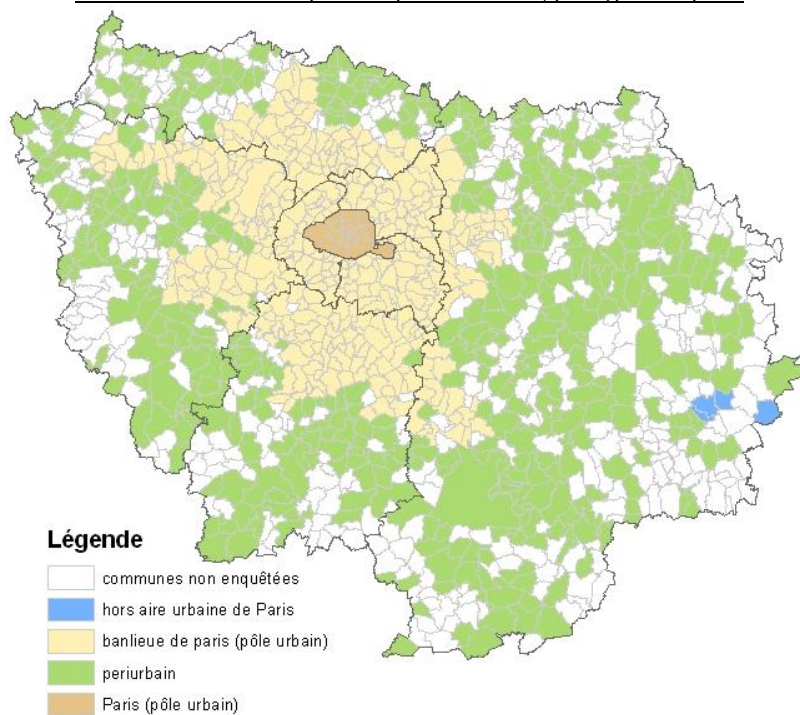 Légende
communes non enquêtées
hors aire urbaine de Paris
banlieue de paris (pôle urbain)
periurbain
Paris (pôle urbain)